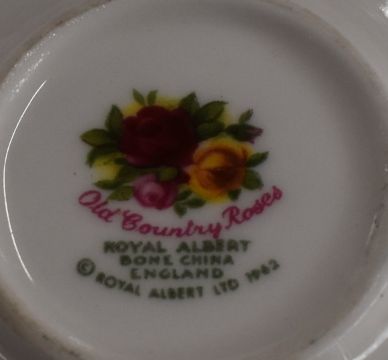 Old Country Roses
ROYAL ALBERT
BONE CHINA
ENGLAND
© ROYAL ALBERT LTD 1962